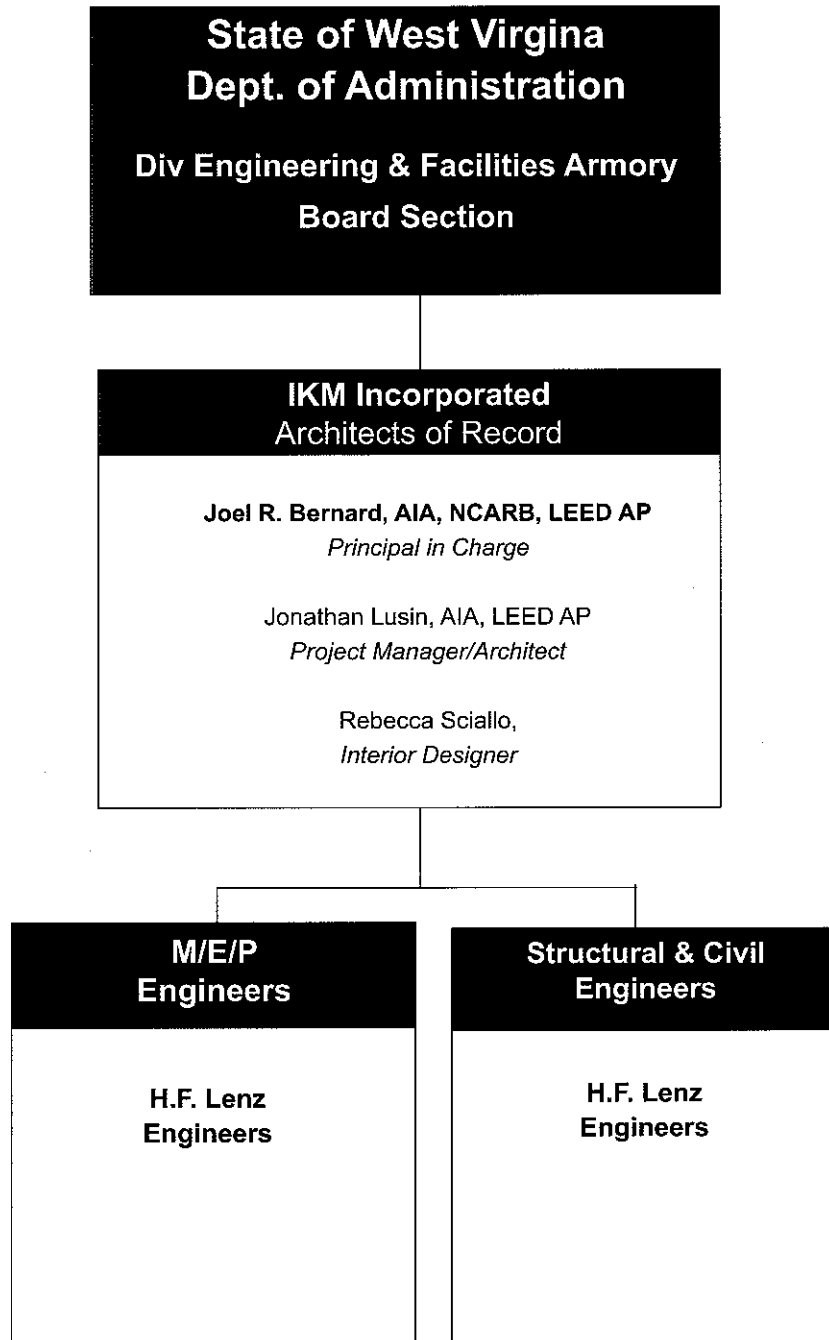 State of West Virgina
Dept. of Administration
Div Engineering & Facilities Armory
Board Section
IKM Incorporated
Architects of Record
Joel R. Bernard, AIA, NCARB, LEED AP
Principal in Charge
Jonathan Lusin, AIA, LEED AP
Project Manager/Architect
Rebecca Sciallo,
Interior Designer
M/E/P
Engineers
H.F. Lenz
Engineers
Structural & Civil
Engineers
H.F. Lenz
Engineers